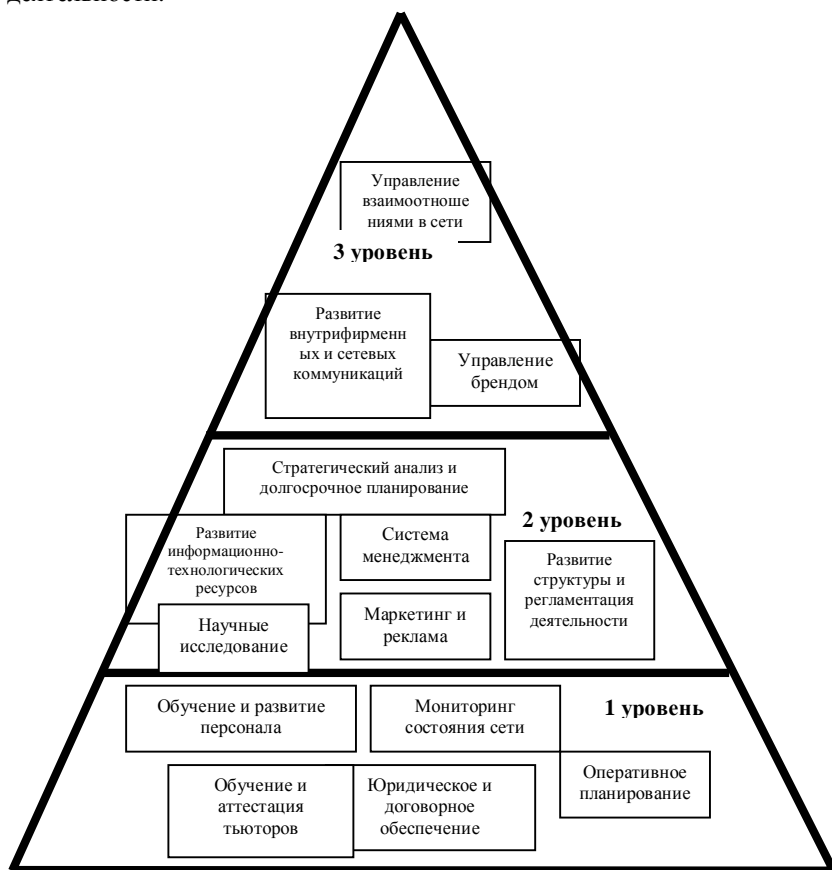 деятельности.
Управление
взаимоотноше
ниями в сети
3 уровень
Развитие
внутрифирменн
ых и сетевых
коммуникаций
Управление
брендом
Стратегический анализ и
долгосрочное планирование
2 уровень
Развитие
информационно-
технологических
ресурсов
Система
менеджмента
Развитие
структуры и
регламентация
деятельности
Научные
исследование
Маркетинг и
реклама
1 уровень
Обучение и развитие
персонала
Мониторинг
состояния сети
Оперативное
планирование
Обучение и
аттестация
тьюторов
Юридическое и
договорное
обеспечение